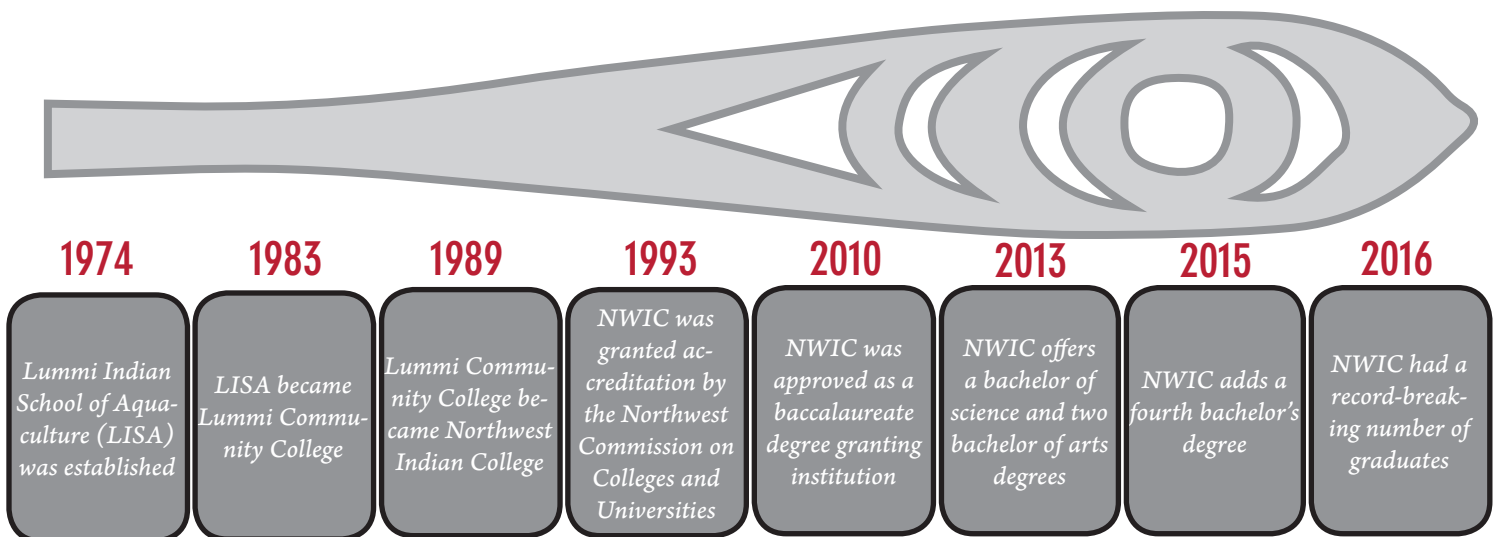 1974
Lummi Indian
School of Aqua-
culture (LISA)
was established
1983
LISA became
Lummi Commu-
nity College
1989
Lummi Commu-
nity College be-
came Northwest
Indian College
1993
NWIC was
granted ac-
creditation by
the Northwest
Commission on
Colleges and
Universities
2010
NWIC was
approved as a
baccalaureate
degree granting
institution
2013
NWIC offers
a bachelor of
science and two
bachelor of arts
degrees
2015
NWIC adds a
fourth bachelor's
degree
2016
NWIC had a
record-break-
ing number of
graduates